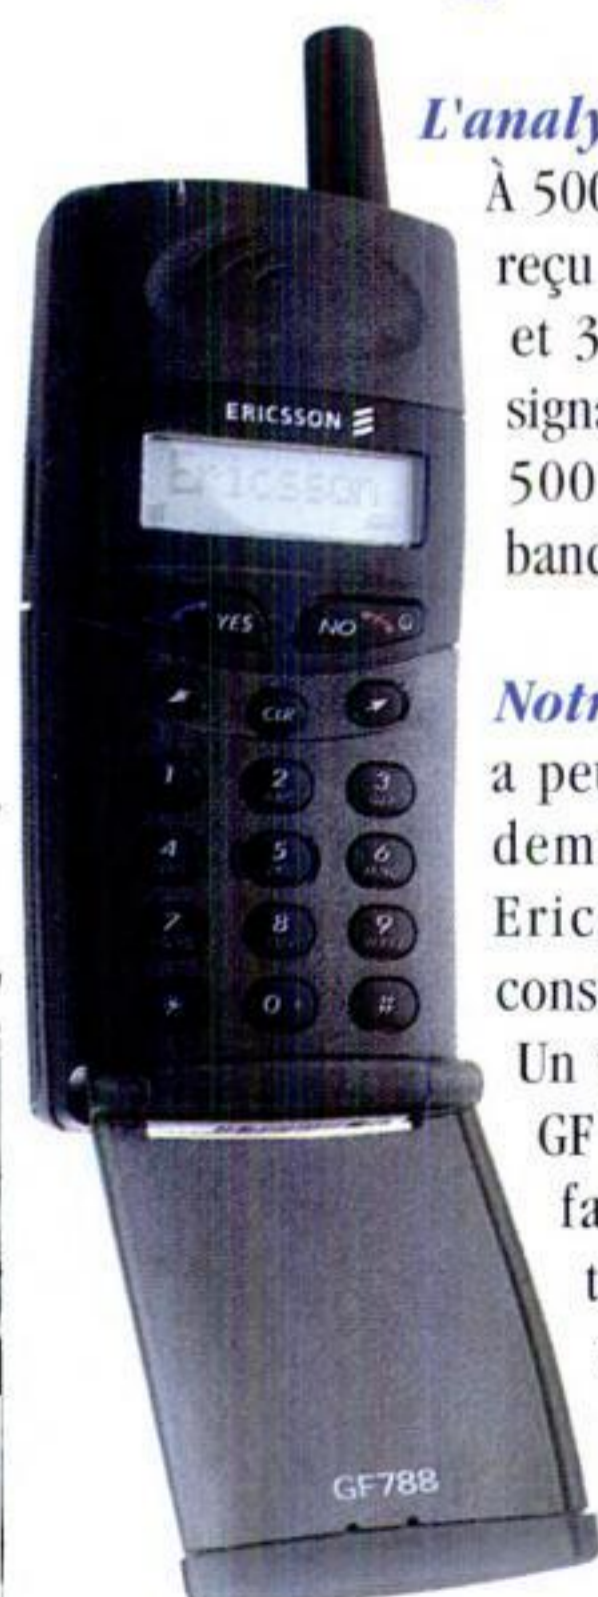 L'analy
À 500
reçu
et 3
signa
500
band
ERICSSON
Ericsson
YES
NO
CLR
1 2 3
4 5 6
7 8 9
* 0 + #
Notr
a peu
dem
Eric
cons
Un
GF
fa
t
GF788